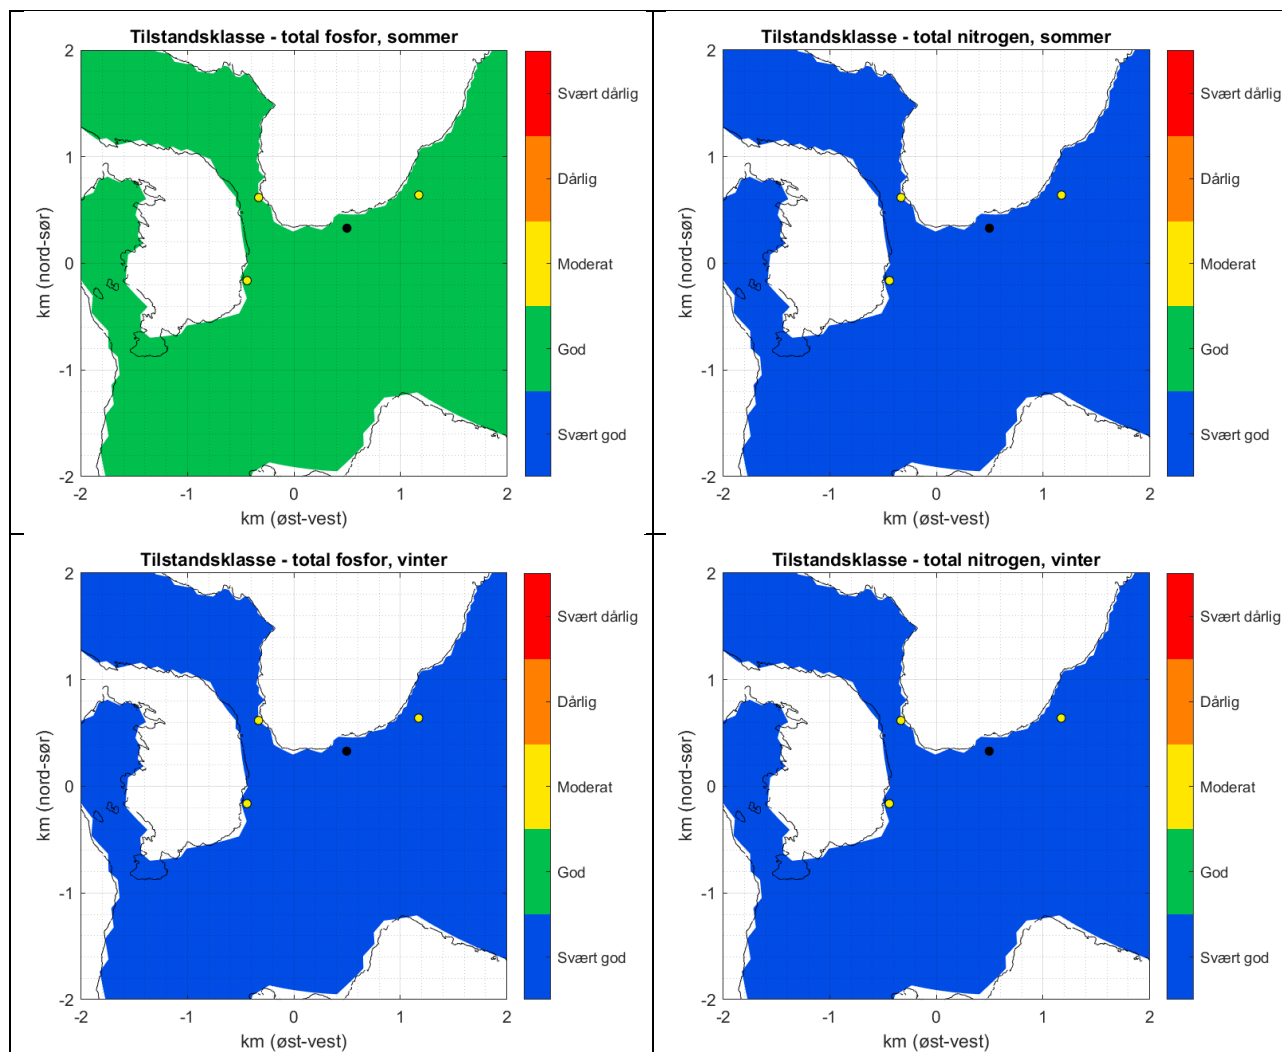 Tilstandsklasse - total fosfor, sommer
2
1
0
-1
-2
km (nord-sør)
-2
-1
0
1
2
km (øst-vest)
Svært dårlig
Dårlig
Moderat
God
Svært god
Tilstandsklasse - total nitrogen, sommer
2
1
0
-1
-2
km (nord-sør)
-2
-1
0
1
2
km (øst-vest)
Svært dårlig
Dårlig
Moderat
God
Svært god
Tilstandsklasse - total fosfor, vinter
2
1
0
-1
-2
km (nord-sør)
-2
-1
0
1
2
km (øst-vest)
Svært dårlig
Dårlig
Moderat
God
Svært god
Tilstandsklasse - total nitrogen, vinter
2
1
0
-1
-2
km (nord-sør)
-2
-1
0
1
2
km (øst-vest)
Svært dårlig
Dårlig
Moderat
God
Svært god